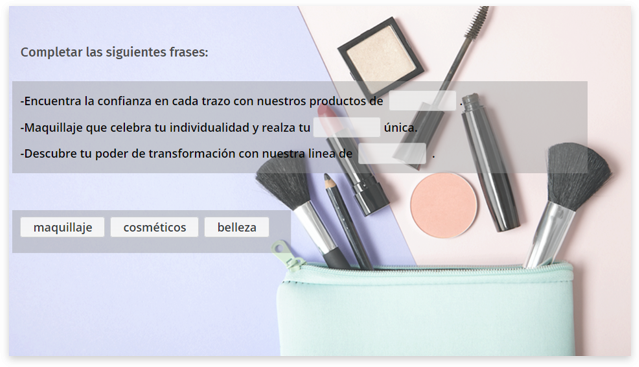 Completar las siguientes frases:
-Encuentra la confianza en cada trazo con nuestros productos de .
-Maquillaje que celebra tu individualidad y realza tu única.
-Descubre tu poder de transformación con nuestra linea de .
maquillaje cosméticos belleza